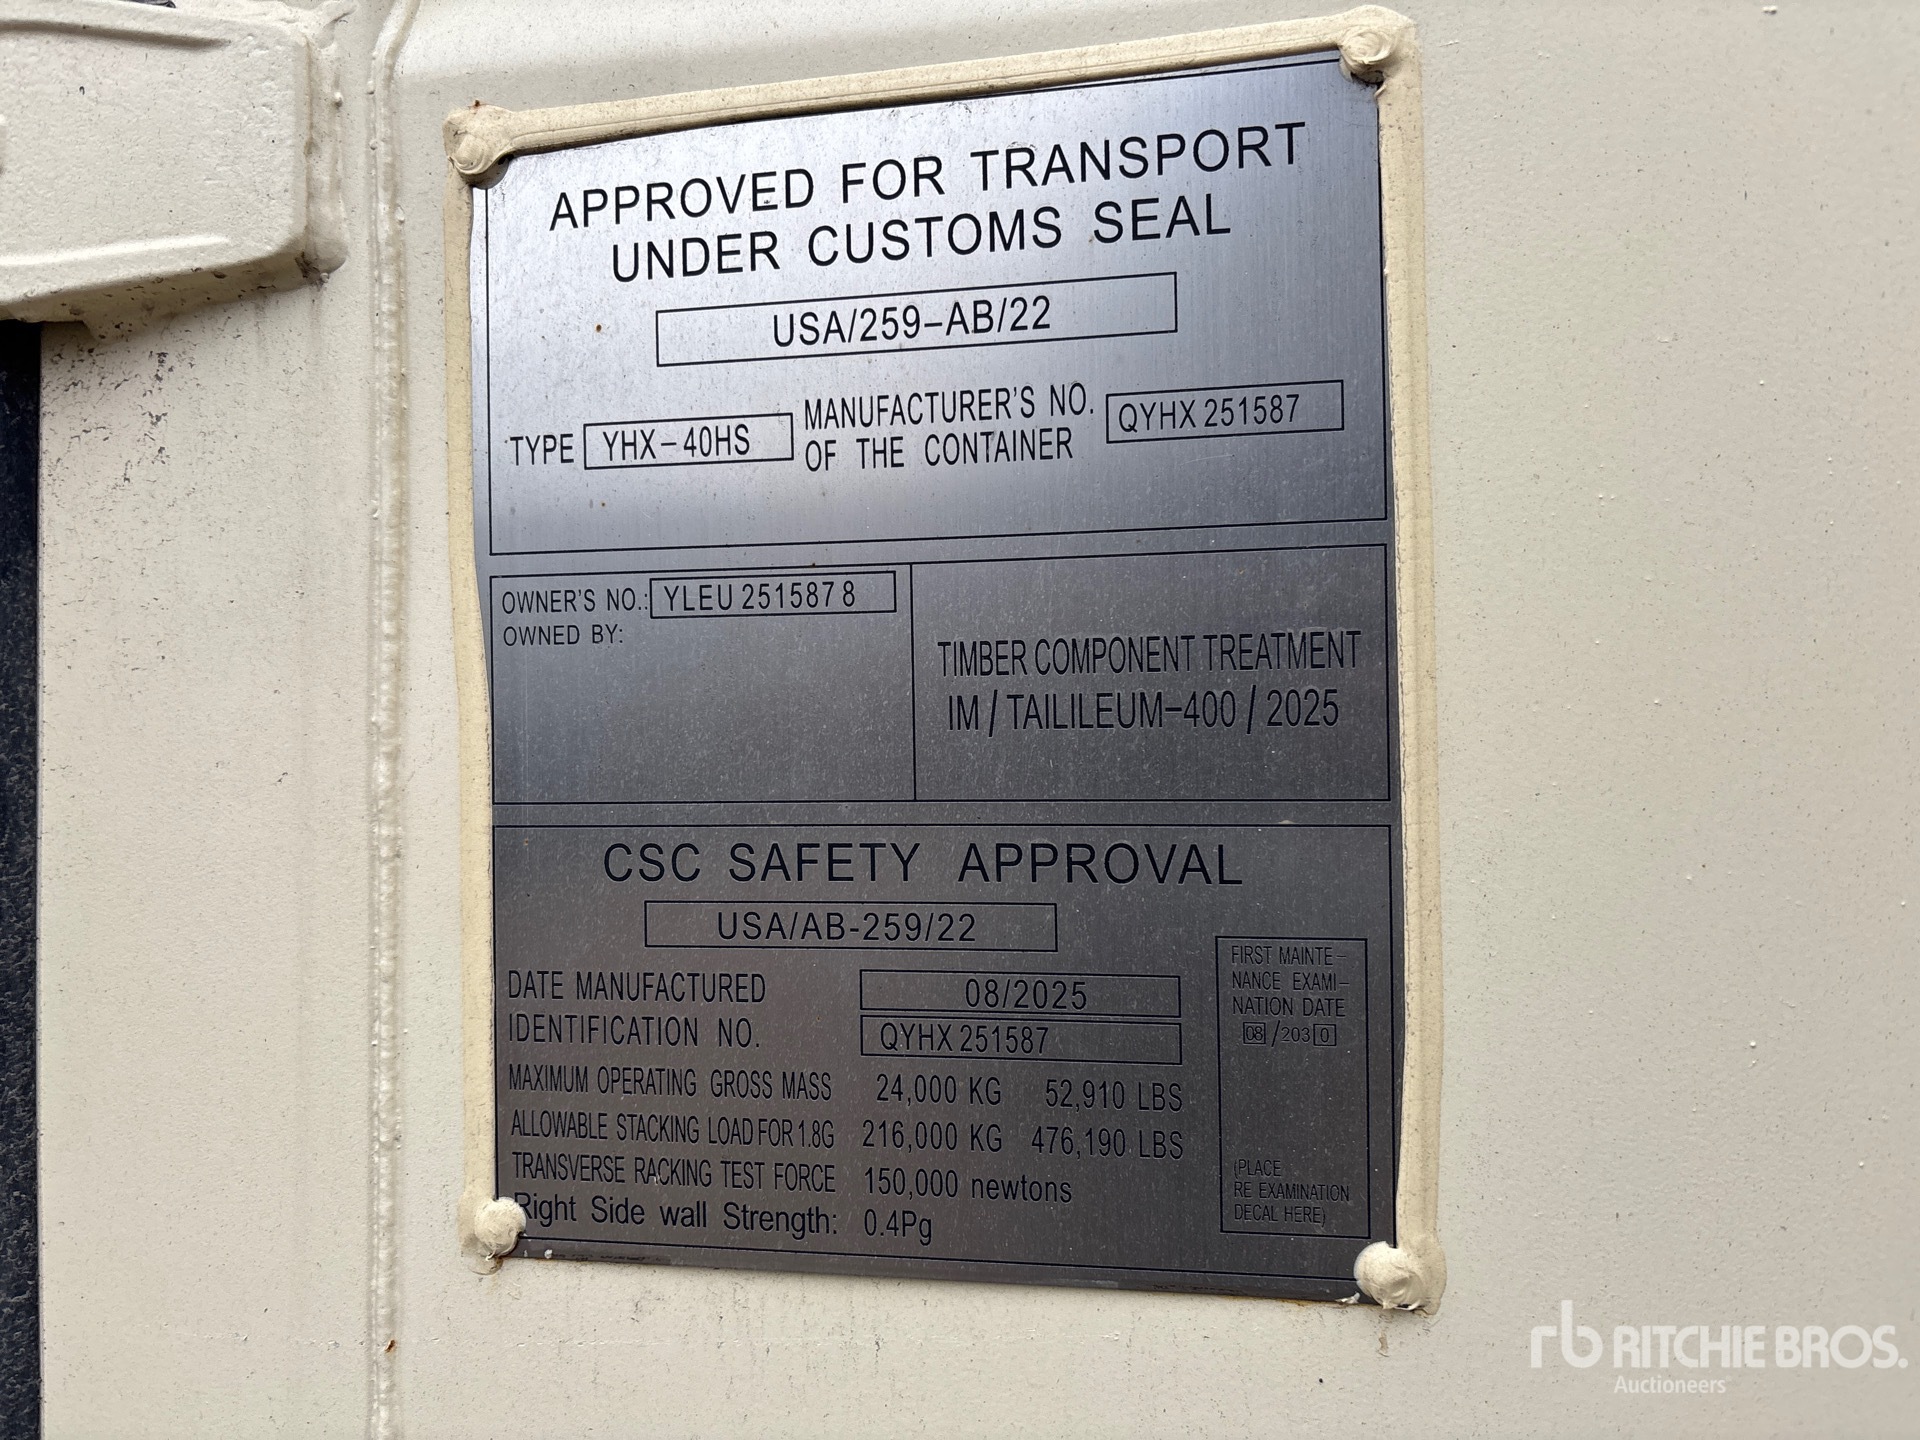 APPROVED FOR TRANSPORT
UNDER CUSTOMS SEAL
USA/259-AB/22
TYPE YHX-40HS MANUFACTURER'S NO. OF THE CONTAINER QYHX 251587
OWNER'S NO.: YLEU 251587 8
OWNED BY:
TIMBER COMPONENT TREATMENT
IM / TAILILEUM-400 / 2025
CSC SAFETY APPROVAL
USA/AB-259/22
DATE MANUFACTURED 08/2025
IDENTIFICATION NO. QYHX 251587
MAXIMUM OPERATING GROSS MASS 24,000 KG 52,910 LBS
ALLOWABLE STACKING LOAD FOR 1.8G 216,000 KG 476,190 LBS
TRANSVERSE RACKING TEST FORCE 150,000 newtons
Right Side wall Strength: 0.4Pg
FIRST MAINTE-
NANCE EXAMI-
NATION DATE
08/2030
(PLACE
RE EXAMINATION
DECAL HERE)
rb RITCHIE BROS.
Auctioneers